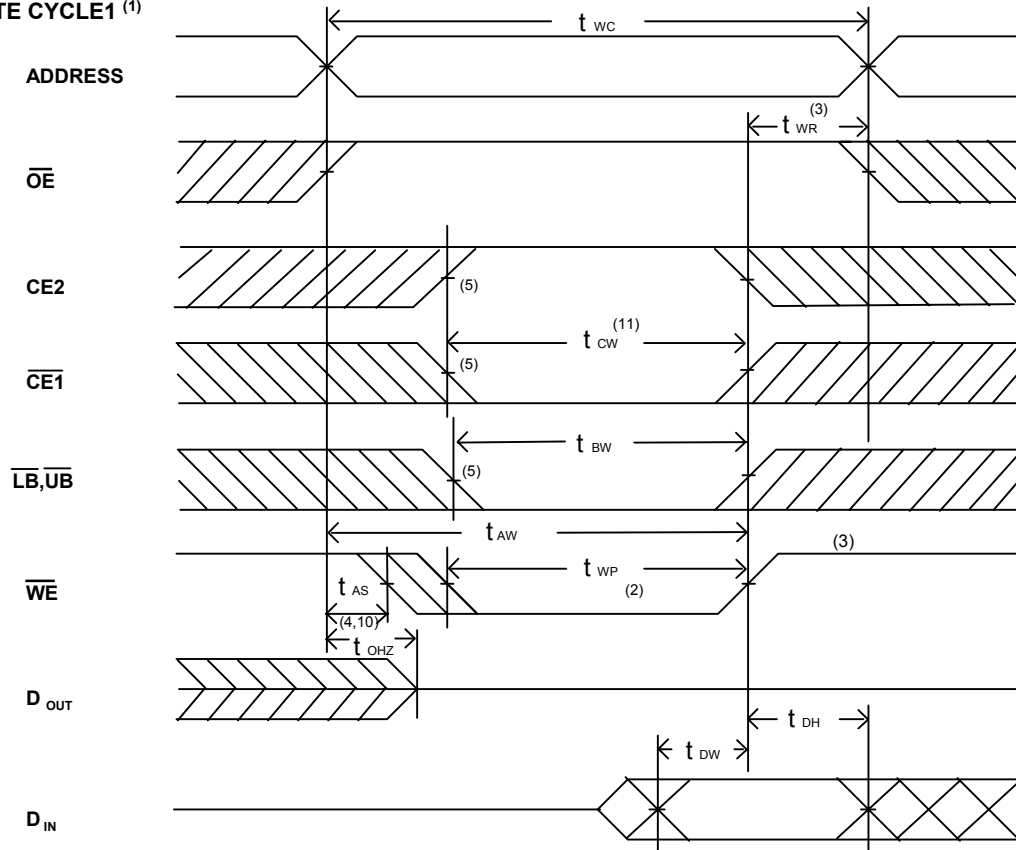 TE CYCLE1 (1)
t WC
ADDRESS
t WR (3)
OE
CE2
(5)
t CW (11)
CE1
(5)
t BW
LB,UB
(5)
t AW
(3)
WE
t AS
t WP (2)
(4,10)
t OHZ
D OUT
t DH
t DW
D IN